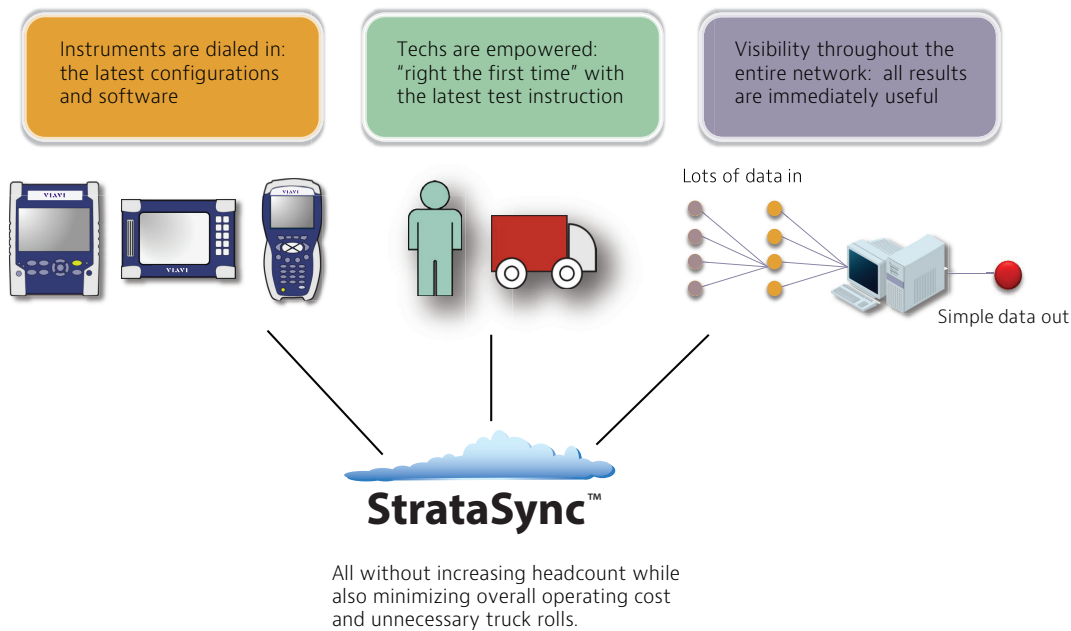 Instruments are dialed in:
the latest configurations
and software
Techs are empowered:
“right the first time” with
the latest test instruction
Visibility throughout the
entire network:  all results
are immediately useful
VIAVI
VIAVI
VIAVI
Lots of data in
Simple data out
StrataSync™
All without increasing headcount while
also minimizing overall operating cost
and unnecessary truck rolls.